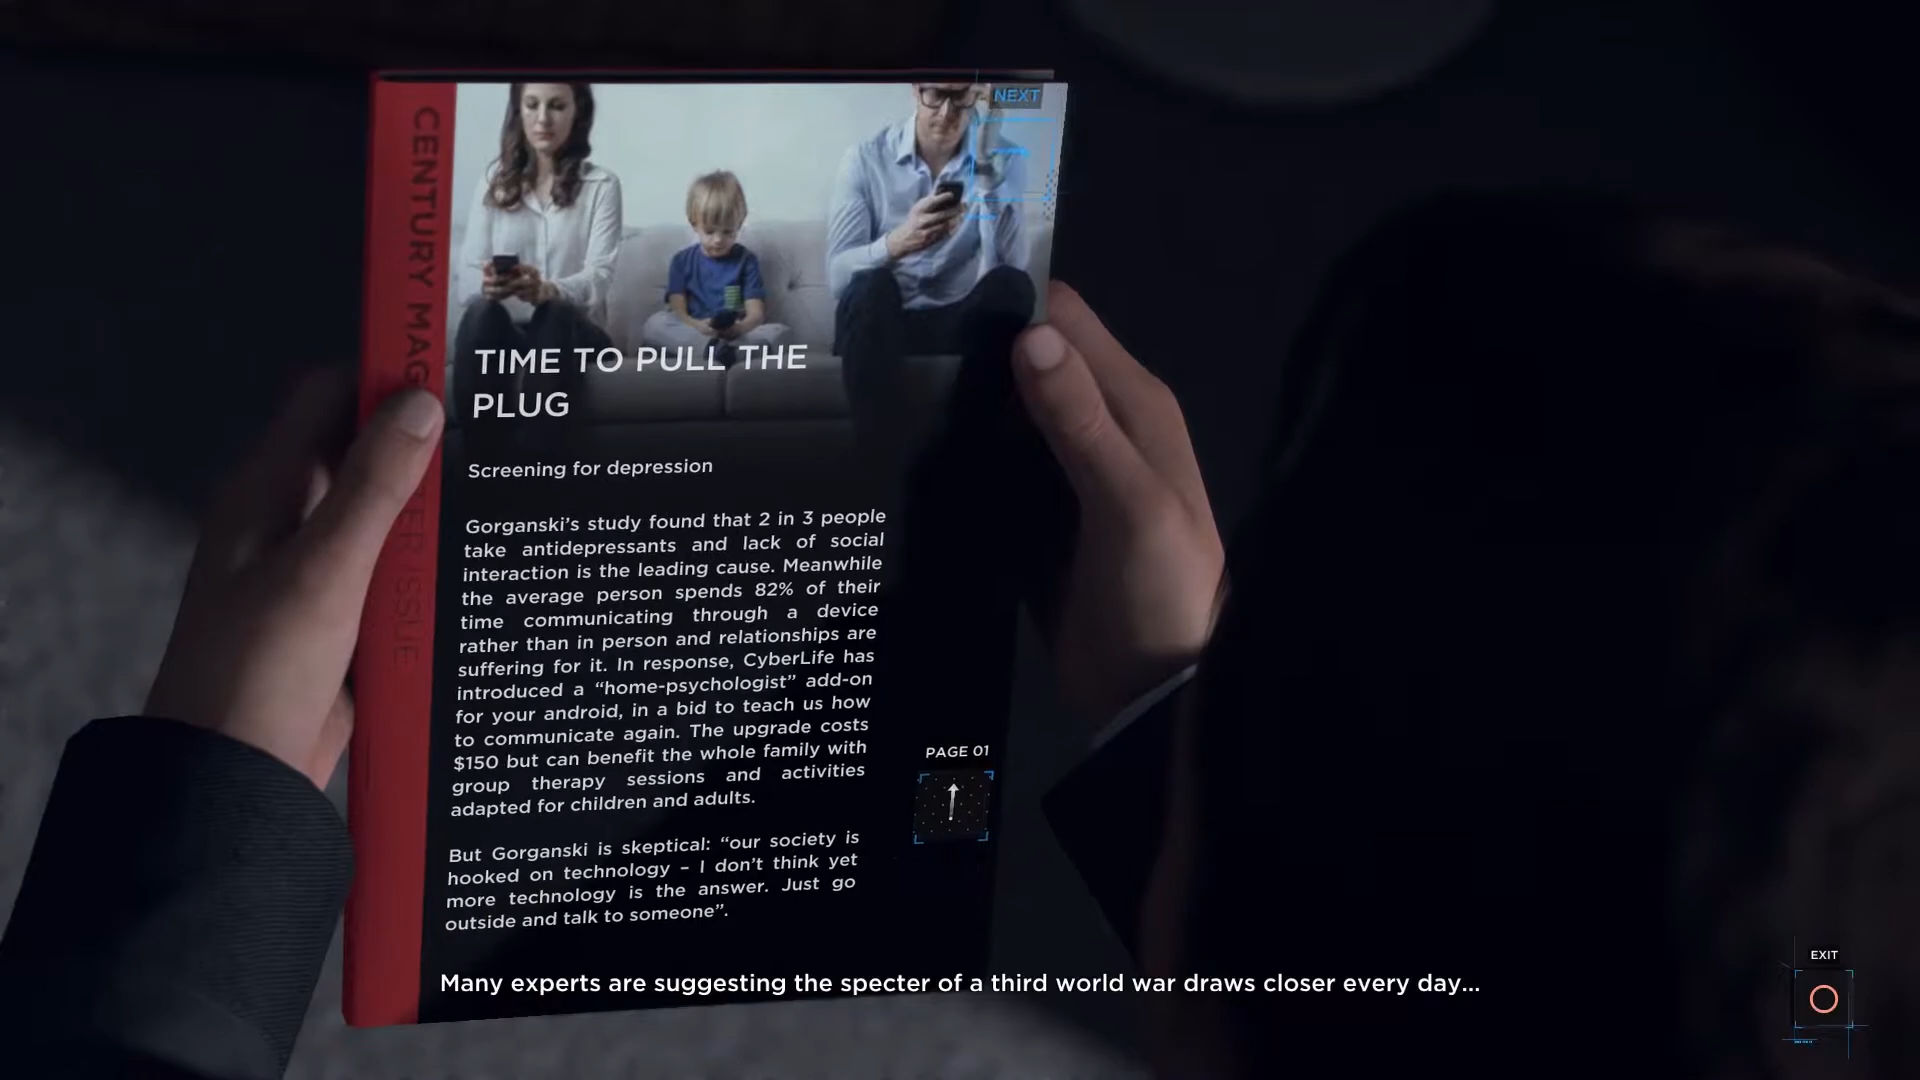 CENTURY MAG
TER ISSUE
NEXT
TIME TO PULL THE
PLUG
Screening for depression
Gorganski’s study found that 2 in 3 people
take antidepressants and lack of social
interaction is the leading cause. Meanwhile
the average person spends 82% of their
time communicating through a device
rather than in person and relationships are
suffering for it. In response, CyberLife has
introduced a “home-psychologist” add-on
for your android, in a bid to teach us how
to communicate again. The upgrade costs
$150 but can benefit the whole family with
group therapy sessions and activities
adapted for children and adults.
But Gorganski is skeptical: “our society is
hooked on technology – I don’t think yet
more technology is the answer. Just go
outside and talk to someone”.
PAGE 01
Many experts are suggesting the specter of a third world war draws closer every day...
EXIT